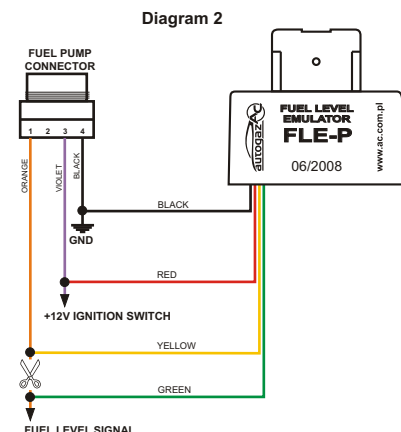 Diagram 2
FUEL PUMP
CONNECTOR
1 2 3 4
ORANGE
VIOLET
BLACK
GND
+12V IGNITION SWITCH
FUEL LEVEL SIGNAL
BLACK
RED
YELLOW
GREEN
autogaz AC
FUEL LEVEL
EMULATOR
FLE-P
06/2008
www.ac.com.pl